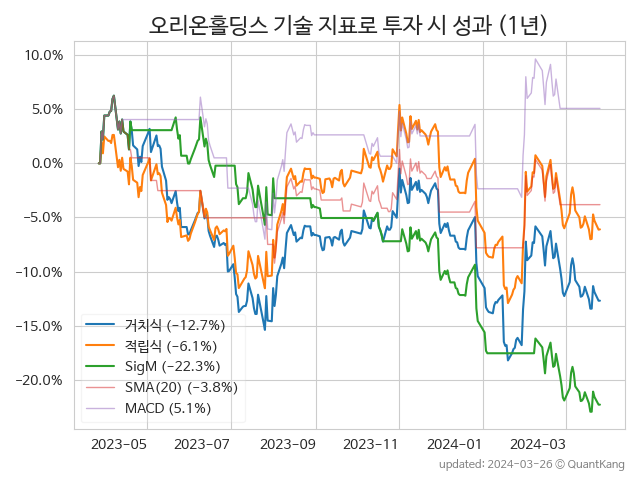 오리온홀딩스 기술 지표로 투자 시 성과 (1년)
10.0%
5.0%
0.0%
−5.0%
−10.0%
−15.0%
−20.0%
거치식 (−12.7%)
적립식 (−6.1%)
SigM (−22.3%)
SMA(20) (−3.8%)
MACD (5.1%)
2023-05 2023-07 2023-09 2023-11 2024-01 2024-03
updated: 2024-03-26 © QuantKang